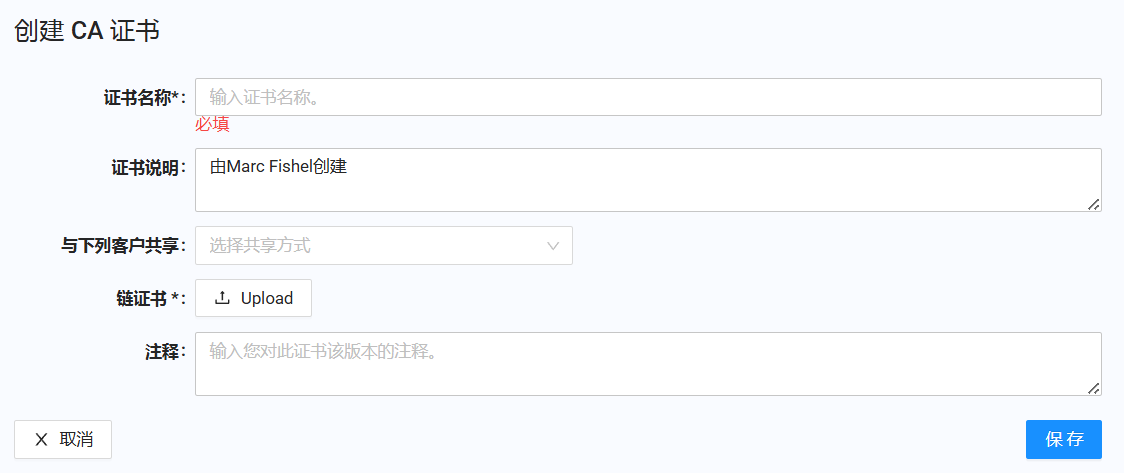 创建 CA 证书
证书名称*： 输入证书名称。
必填
证书说明： 由Marc Fishel创建
与下列客户共享： 选择共享方式
链证书 *： Upload
注释： 输入您对此证书该版本的注释。
取消 保存